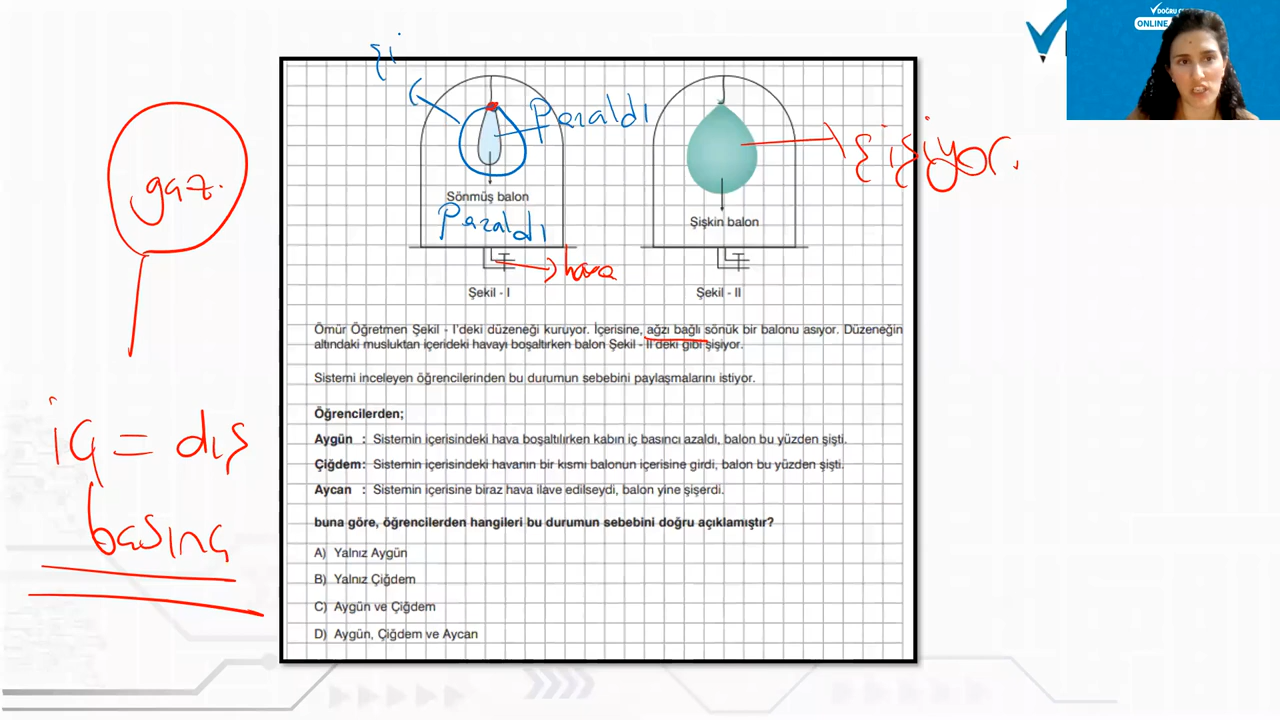 DOĞRU
ONLINE
şi
Pazaldı
Sönmüş balon
Pazaldı
hava
Şekil - I
şişiyor.
Şişkin balon
Şekil - II
gaz.
iç = dış
basınç
Ömür Öğretmen Şekil - I'deki düzeneği kuruyor. İçerisine, ağzı bağlı sönük bir balonu asıyor. Düzeneğin
altındaki musluktan içerideki havayı boşaltırken balon Şekil - II'deki gibi şişiyor.
Sistemi inceleyen öğrencilerinden bu durumun sebebini paylaşmalarını istiyor.
Öğrencilerden;
Aygün : Sistemin içerisindeki hava boşaltılırken kabın iç basıncı azaldı, balon bu yüzden şişti.
Çiğdem: Sistemin içerisindeki havanın bir kısmı balonun içerisine girdi, balon bu yüzden şişti.
Aycan : Sistemin içerisine biraz hava ilave edilseydi, balon yine şişerdi.
buna göre, öğrencilerden hangileri bu durumun sebebini doğru açıklamıştır?
A) Yalnız Aygün
B) Yalnız Çiğdem
C) Aygün ve Çiğdem
D) Aygün, Çiğdem ve Aycan